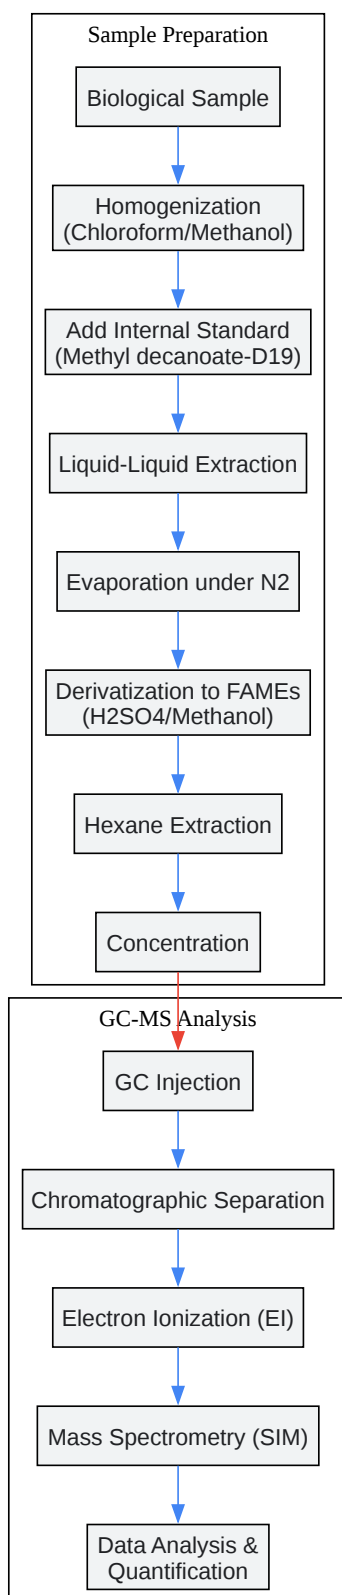 Sample Preparation
Biological Sample
Homogenization
(Chloroform/Methanol)
Add Internal Standard
(Methyl decanoate-D19)
Liquid-Liquid Extraction
Evaporation under N2
Derivatization to FAMEs
(H2SO4/Methanol)
Hexane Extraction
Concentration
GC-MS Analysis
GC Injection
Chromatographic Separation
Electron Ionization (EI)
Mass Spectrometry (SIM)
Data Analysis &
Quantification